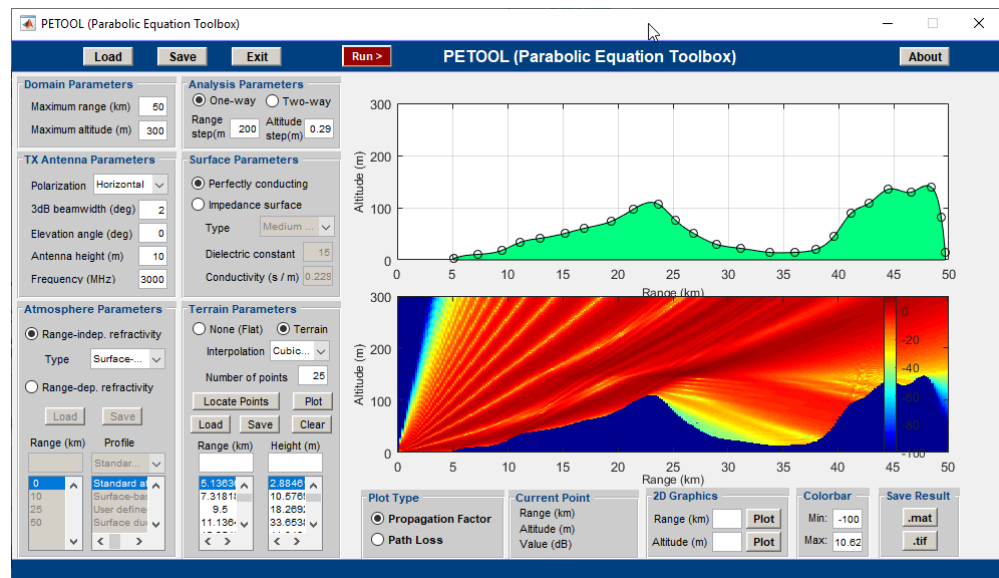 PETOOL (Parabolic Equation Toolbox)
Load Save Exit Run > PETOOL (Parabolic Equation Toolbox) About
Domain Parameters
Maximum range (km) 50
Maximum altitude (m) 300
Analysis Parameters
One-way Two-way
Range step(m 200 Altitude step(m) 0.29
TX Antenna Parameters
Polarization Horizontal
3dB beamwidth (deg) 2
Elevation angle (deg) 0
Antenna height (m) 10
Frequency (MHz) 3000
Surface Parameters
Perfectly conducting
Impedance surface
Type Medium ...
Dielectric constant 15
Conductivity (s / m) 0.229
Atmosphere Parameters
Range-indep. refractivity
Type Surface-...
Range-dep. refractivity
Load Save
Range (km) Profile
Standar...
0 Standard a
10 Surface-ba
25 User define
50 Surface du
Terrain Parameters
None (Flat) Terrain
Interpolation Cubic...
Number of points 25
Locate Points Plot
Load Save Clear
Range (km) Height (m)
5.1363 2.8846
7.3181 10.576
9.5 18.269
11.136 33.653
300
200
100
0
Altitude (m)
0 5 10 15 20 25 30 35 40 45 50
Range (km)
300
200
100
0
Altitude (m)
0
-20
-40
-60
-80
-100
0 5 10 15 20 25 30 35 40 45 50
Range (km)
Plot Type
Propagation Factor
Path Loss
Current Point
Range (km)
Altitude (m)
Value (dB)
2D Graphics
Range (km) Plot
Altitude (m) Plot
Colorbar
Min: -100
Max: 10.62
Save Result
.mat
.tif